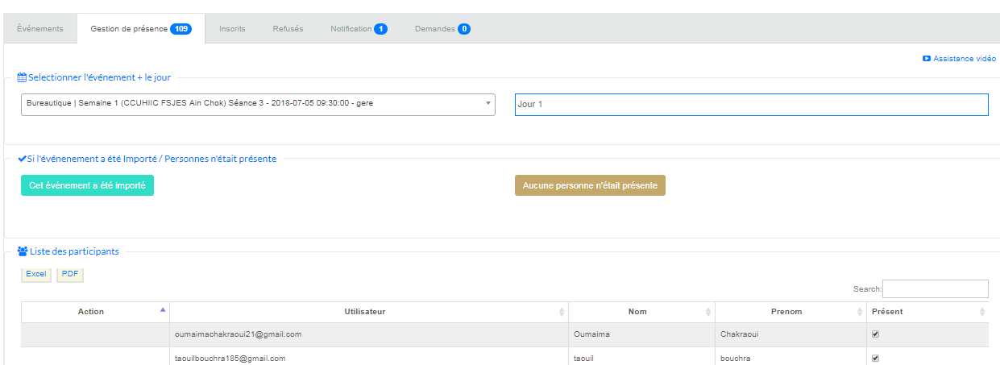 Événements Gestion de présence 109 Inscrits Refusés Notification 1 Demandes 0
Assistance vidéo
Selectionner l'événement + le jour
Bureautique | Semaine 1 (CCUHIIC FSJES Ain Chok) Séance 3 - 2018-07-05 09:30:00 - gere Jour 1
Si l'événenement a été Importé / Personnes n'était présente
Cet événement a été importé Aucune personne n'était présente
Liste des participants
Excel PDF
Search:
Action Utilisateur Nom Prenom Présent
oumaimachakraoui21@gmail.com Oumaima Chakraoui
taouilbouchra185@gmail.com taouil bouchra